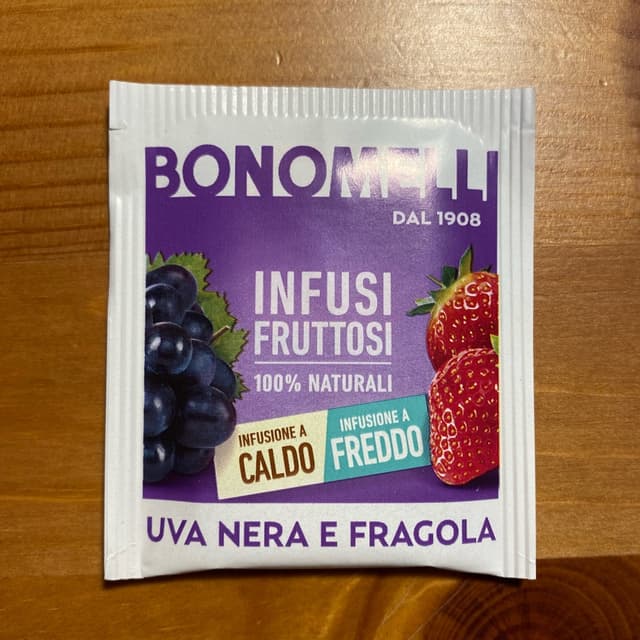 BONOMELLI
DAL 1908
INFUSI
FRUTTOSI
100% NATURALI
INFUSIONE A
CALDO
INFUSIONE A
FREDDO
UVA NERA E FRAGOLA